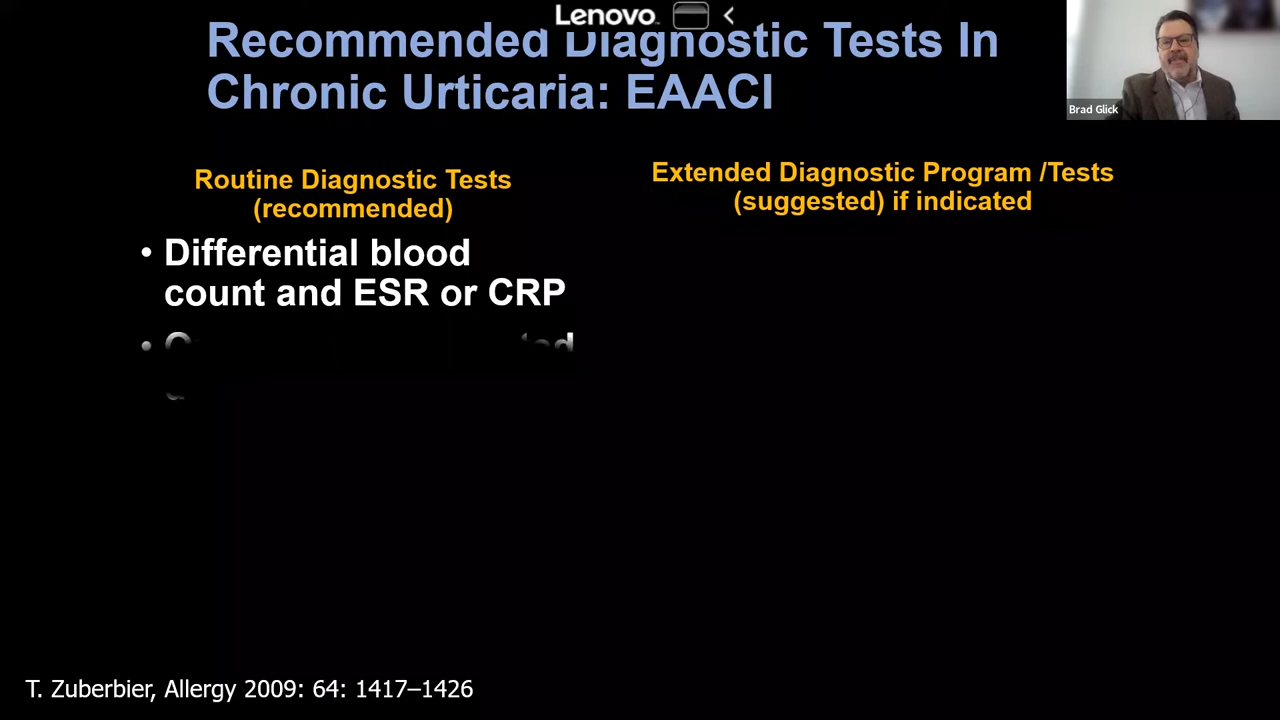 Lenovo
Recommended Diagnostic Tests In
Chronic Urticaria: EAACI
Brad Glick
Routine Diagnostic Tests
(recommended)
Extended Diagnostic Program /Tests
(suggested) if indicated
• Differential blood
count and ESR or CRP
T. Zuberbier, Allergy 2009: 64: 1417–1426